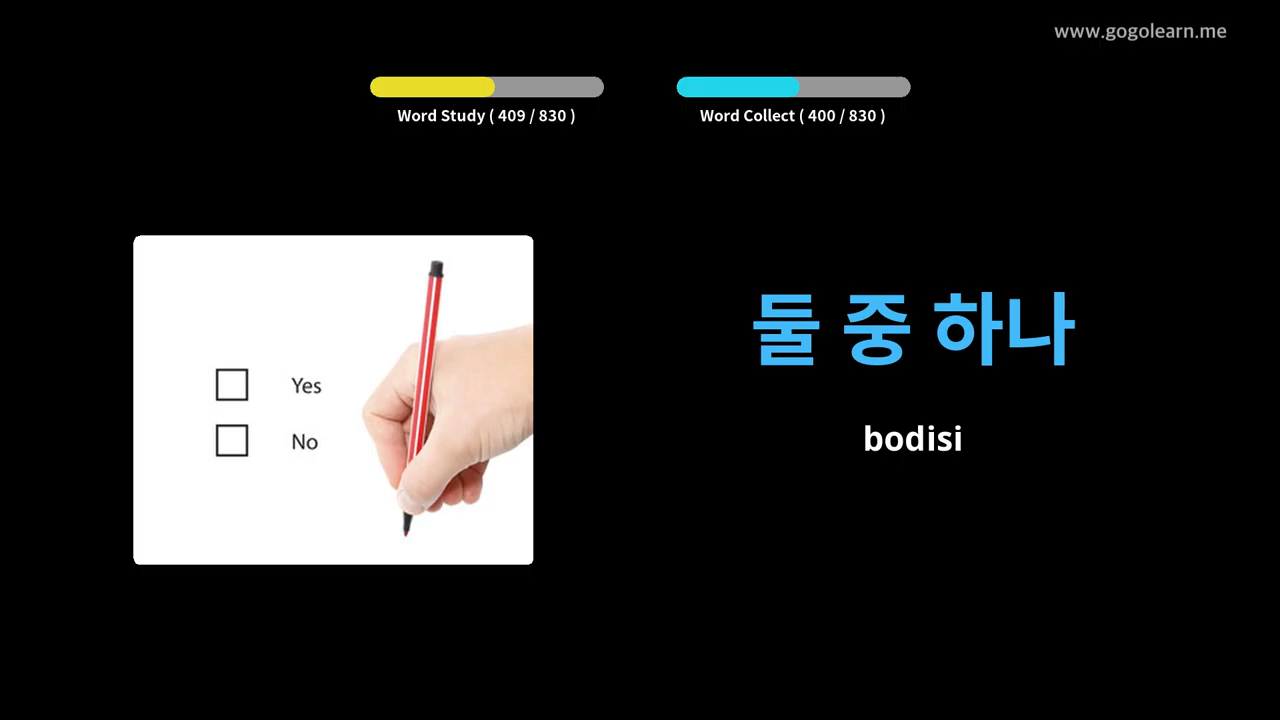 www.gogolearn.me
Word Study ( 409 / 830 )
Word Collect ( 400 / 830 )
Yes
No
둘 중 하나
bodisi